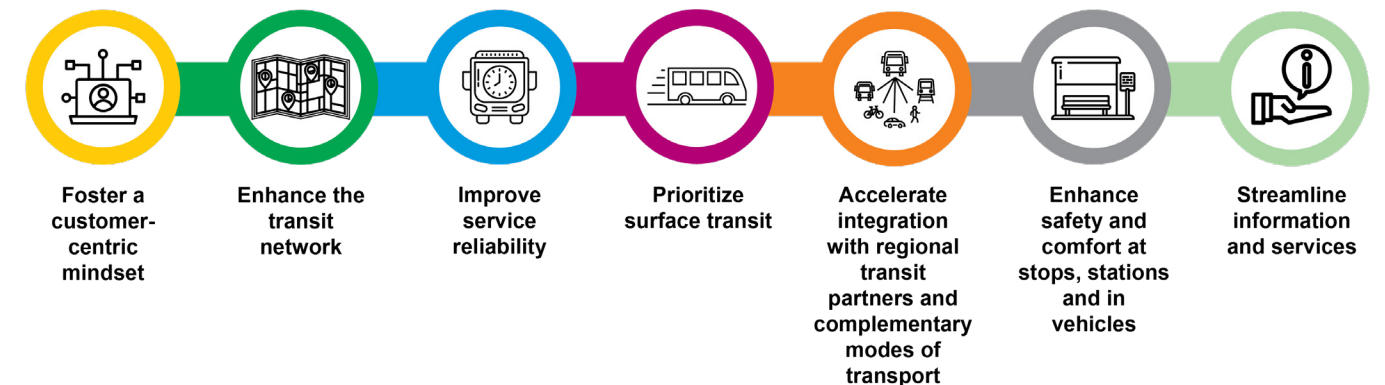 Foster a
customer-
centric
mindset
Enhance the
transit
network
Improve
service
reliability
Prioritize
surface transit
Accelerate
integration
with regional
transit
partners and
complementary
modes of
transport
Enhance
safety and
comfort at
stops, stations
and in
vehicles
Streamline
information
and services